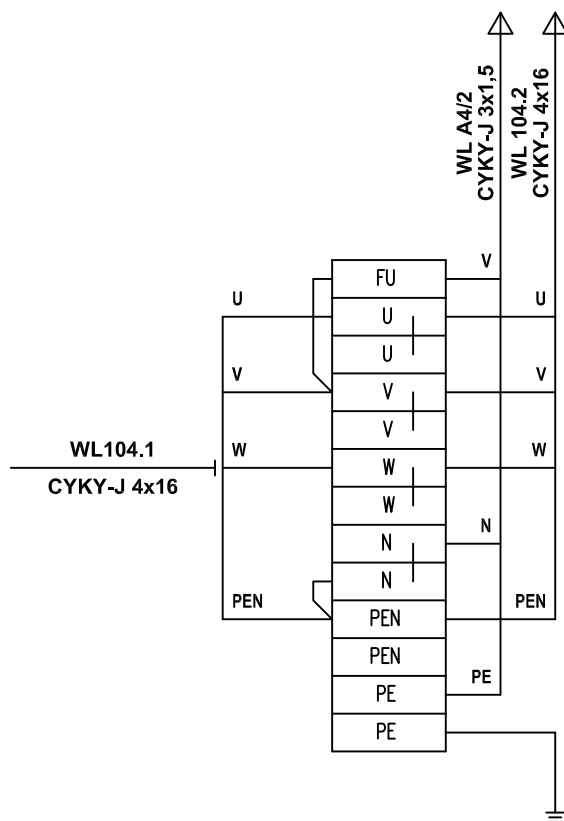 WL A4/2
CYKY-J 3x1,5
WL 104.2
CYKY-J 4x16
V
FU
U
U
U
U
V
V
V
V
WL104.1
CYKY-J 4x16
W
W
W
W
N
N
N
PEN
PEN
PEN
PEN
PE
PE
PE